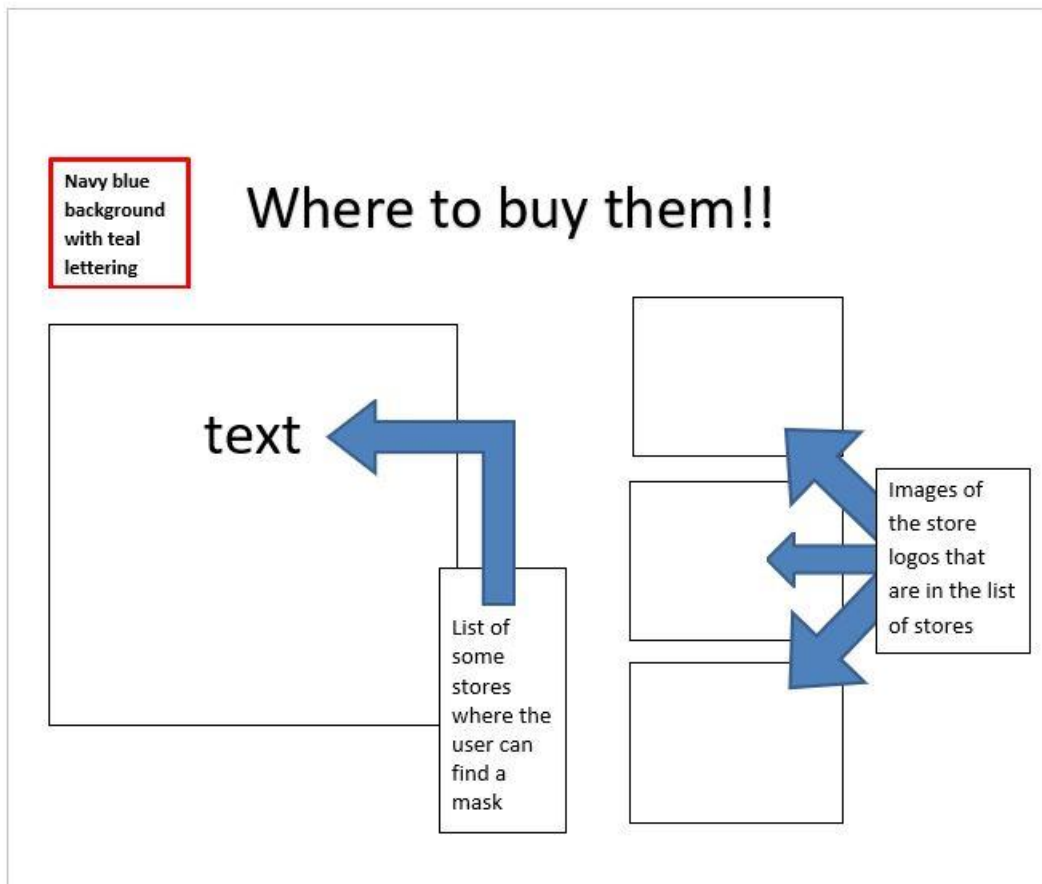 Navy blue
background
with teal
lettering
Where to buy them!!
text
List of
some
stores
where the
user can
find a
mask
Images of
the store
logos that
are in the list
of stores